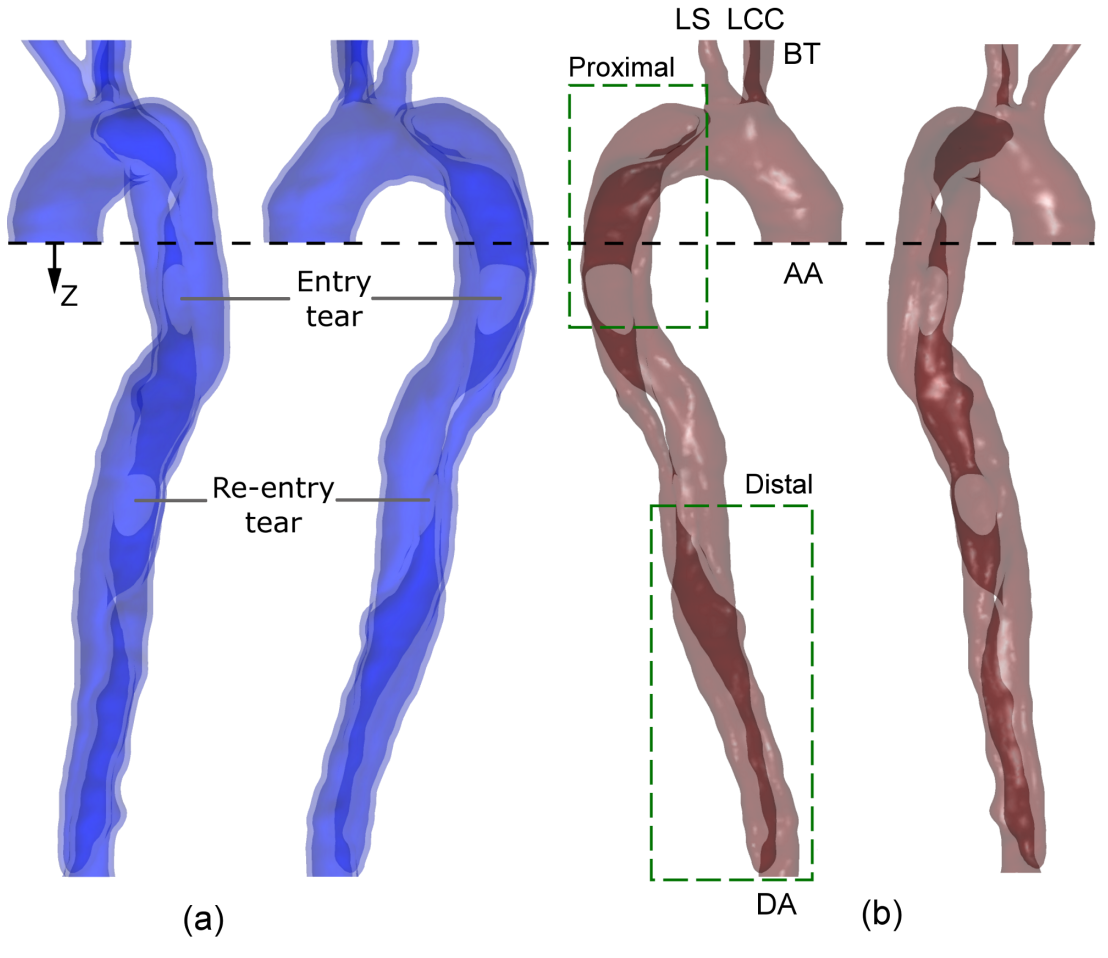 LS LCC
BT
Proximal
Z
Entry
tear
AA
Re-entry
tear
Distal
DA
(a)
(b)